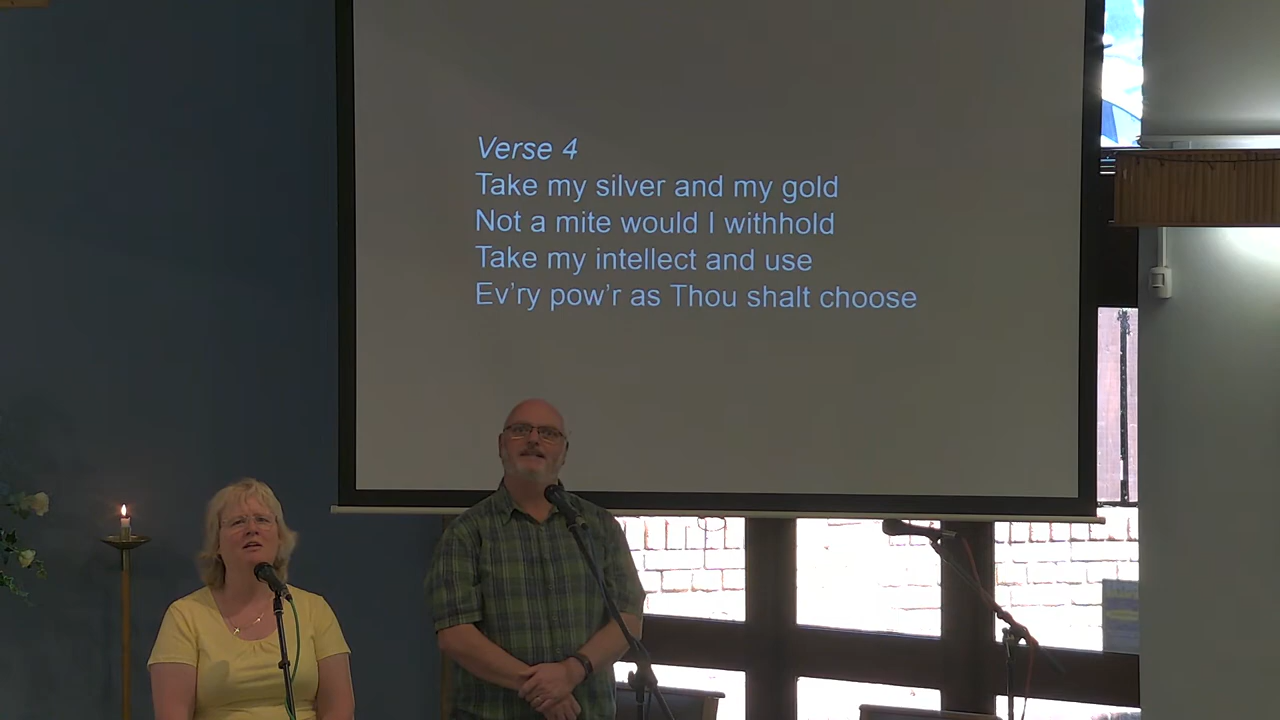 Verse 4
Take my silver and my gold
Not a mite would I withhold
Take my intellect and use
Ev’ry pow’r as Thou shalt choose